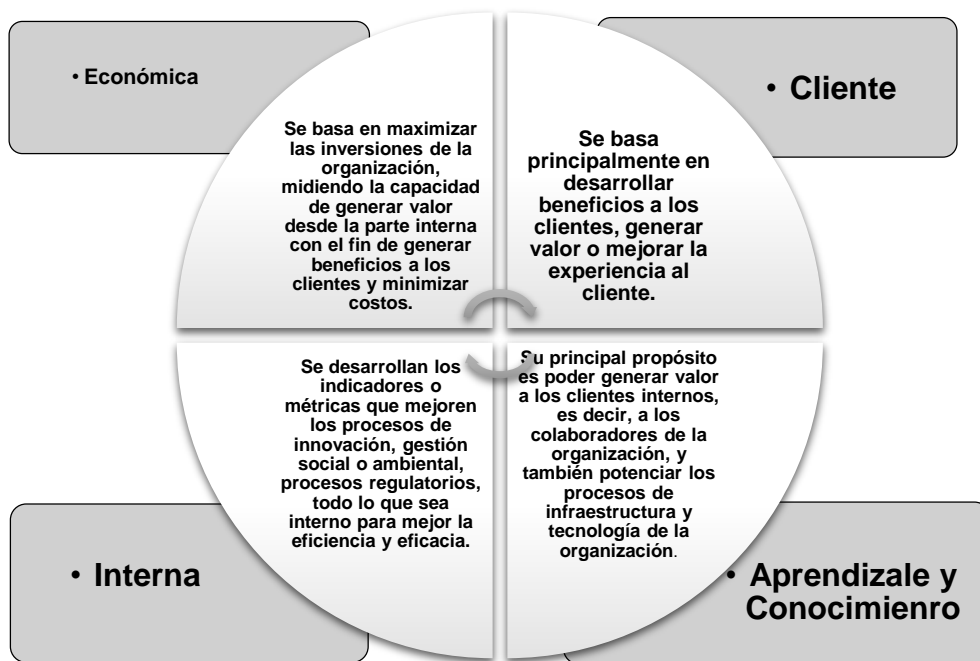 • Económica
Se basa en maximizar
las inversiones de la
organización,
midiendo la capacidad
de generar valor
desde la parte interna
con el fin de generar
beneficios a los
clientes y minimizar
costos.
• Cliente
Se basa
principalmente en
desarrollar
beneficios a los
clientes, generar
valor o mejorar la
experiencia al
cliente.
Se desarrollan los
indicadores o
métricas que mejoren
los procesos de
innovación, gestión
social o ambiental,
procesos regulatorios,
todo lo que sea
interno para mejor la
eficiencia y eficacia.
• Interna
Su principal propósito
es poder generar valor
a los clientes internos,
es decir, a los
colaboradores de la
organización, y
también potenciar los
procesos de
infraestructura y
tecnología de la
organización.
• Aprendizale y
Conocimienro